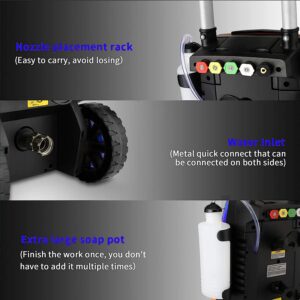 Nozzle placement rack
(Easy to carry, avoid losing)
Water inlet
(Metal quick connect that can
be connected on both sides)
Extra large soap pot
(Finish the work once, you don't
have to add it multiple times)